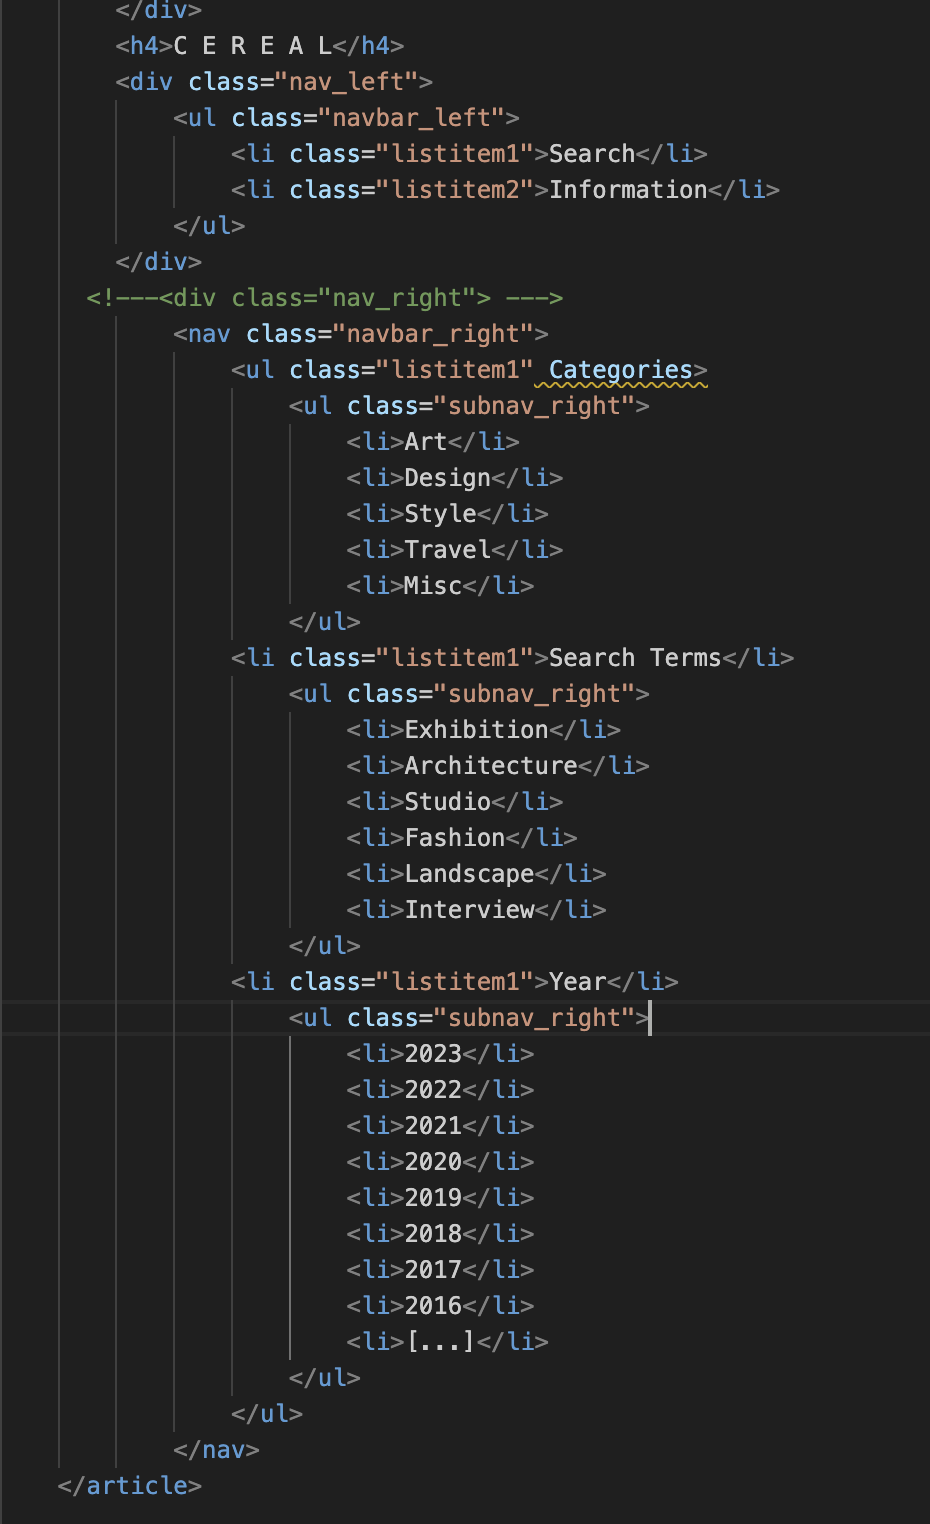 </div>
<h4>C E R E A L</h4>
<div class="nav_left">
<ul class="navbar_left">
<li class="listitem1">Search</li>
<li class="listitem2">Information</li>
</ul>
</div>
<!---<div class="nav_right"> --->
<nav class="navbar_right">
<ul class="listitem1" Categories>
<ul class="subnav_right">
<li>Art</li>
<li>Design</li>
<li>Style</li>
<li>Travel</li>
<li>Misc</li>
</ul>
<li class="listitem1">Search Terms</li>
<ul class="subnav_right">
<li>Exhibition</li>
<li>Architecture</li>
<li>Studio</li>
<li>Fashion</li>
<li>Landscape</li>
<li>Interview</li>
</ul>
<li class="listitem1">Year</li>
<ul class="subnav_right">
<li>2023</li>
<li>2022</li>
<li>2021</li>
<li>2020</li>
<li>2019</li>
<li>2018</li>
<li>2017</li>
<li>2016</li>
<li>[...]</li>
</ul>
</ul>
</nav>
</article>